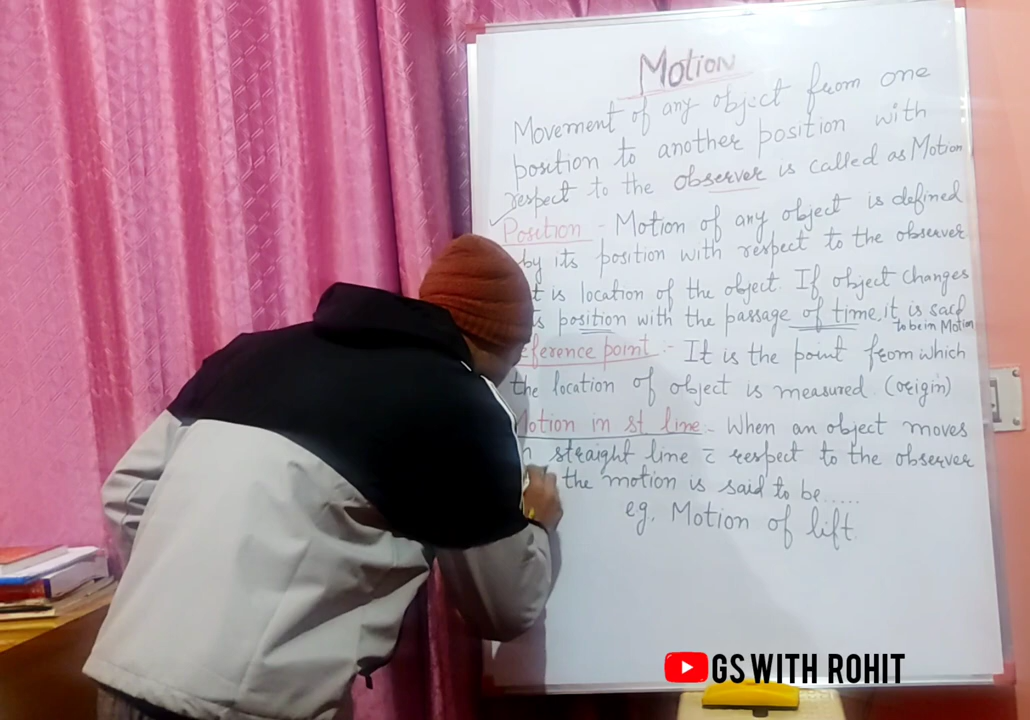 Motion
Movement of any object from one
position to another position with
respect to the observer is called as Motion
Position - Motion of any object is defined
by its position with respect to the observer
t is location of the object. If object changes
ts position with the passage of time, it is said
to be in Motion
eference point :- It is the point from which
the location of object is measured. (origin)
Motion in st line - When an object moves
n straight line c̄ respect to the observer
the motion is said to be.....
eg. Motion of lift.
GS WITH ROHIT